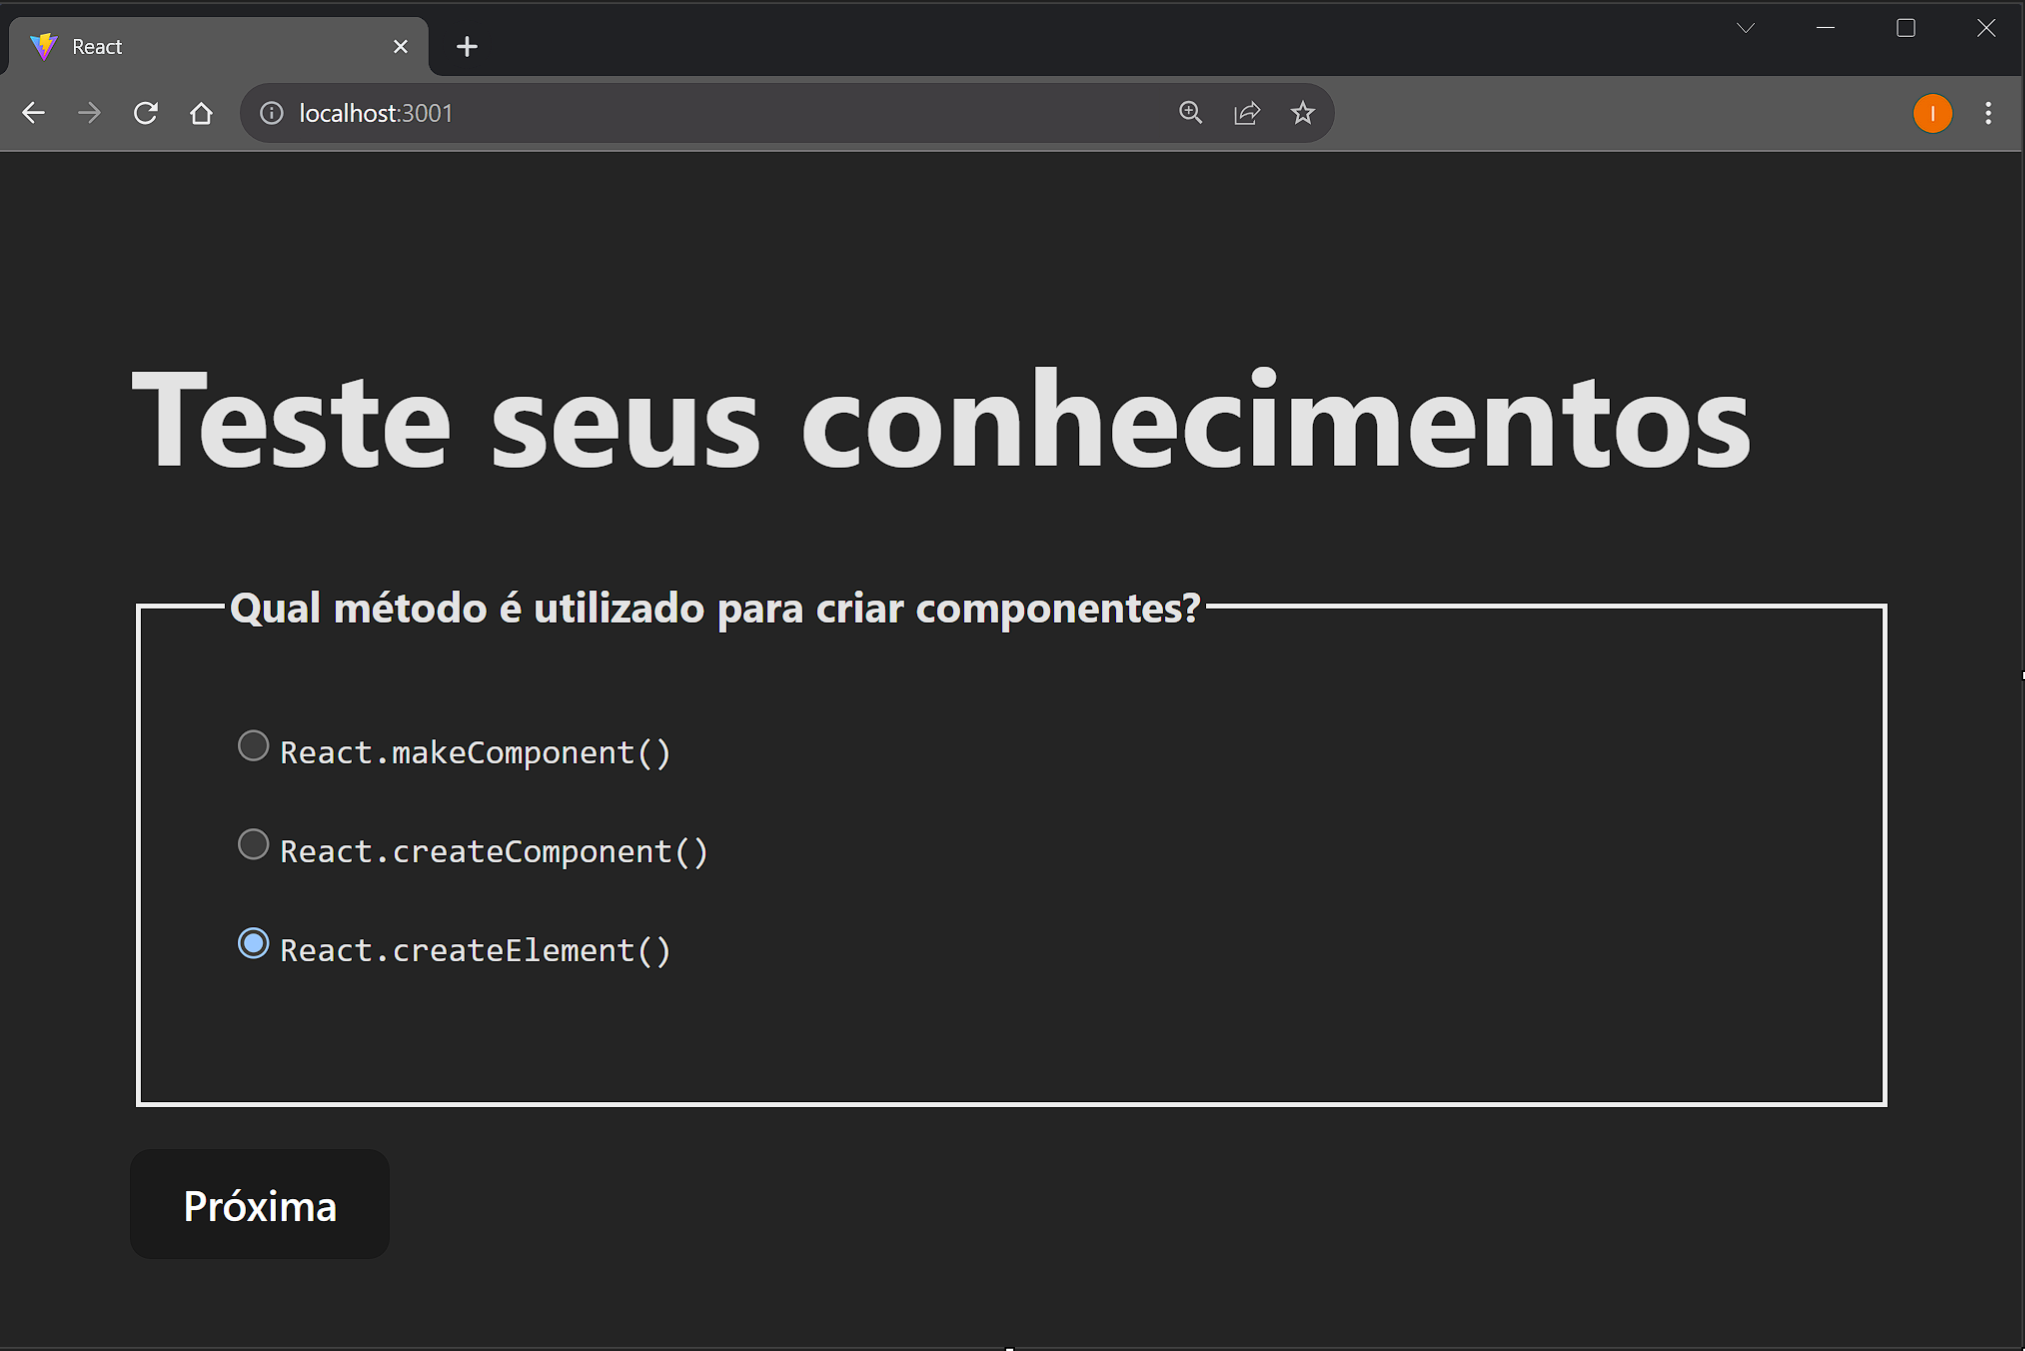 React
localhost:3001
I
Teste seus conhecimentos
Qual método é utilizado para criar componentes?
React.makeComponent()
React.createComponent()
React.createElement()
Próxima